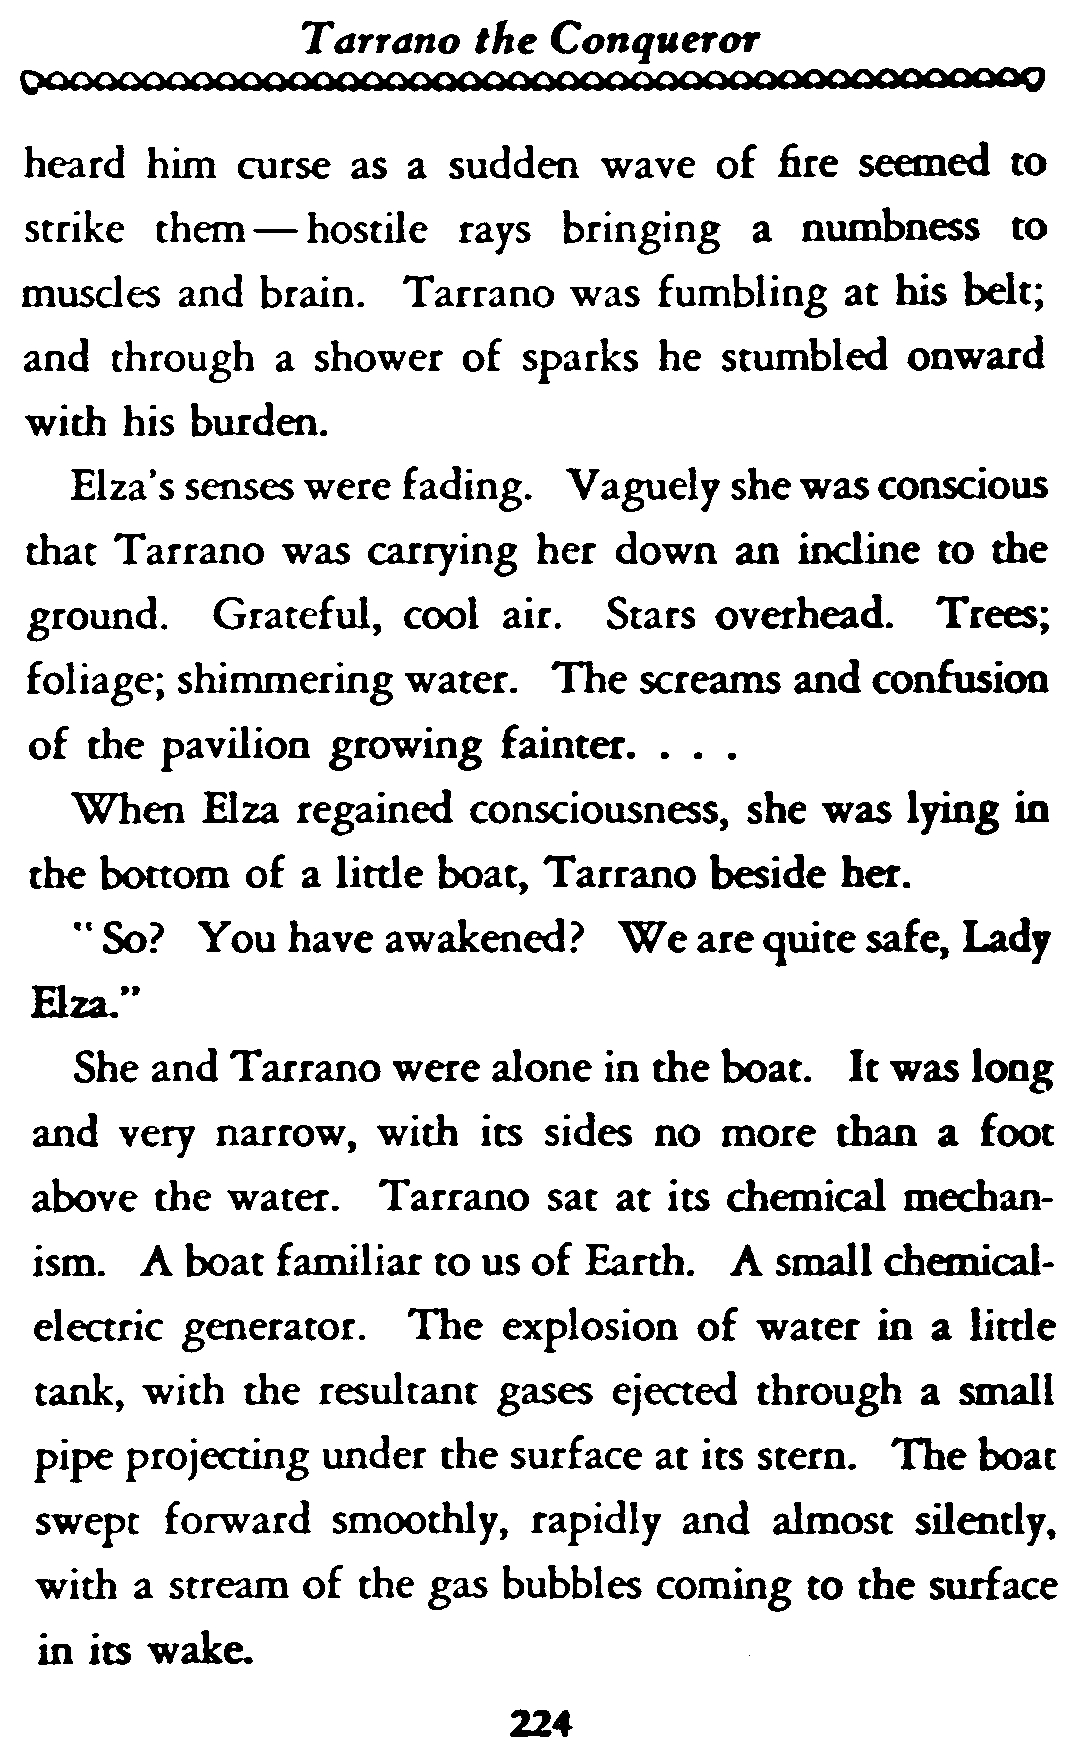 Tarrano the Conqueror
heard him curse as a sudden wave of fire seemed to
strike them — hostile rays bringing a numbness to
muscles and brain. Tarrano was fumbling at his belt;
and through a shower of sparks he stumbled onward
with his burden.
Elza's senses were fading. Vaguely she was conscious
that Tarrano was carrying her down an incline to the
ground. Grateful, cool air. Stars overhead. Trees;
foliage; shimmering water. The screams and confusion
of the pavilion growing fainter. . . .
When Elza regained consciousness, she was lying in
the bottom of a little boat, Tarrano beside her.
"So? You have awakened? We are quite safe, Lady
Elza."
She and Tarrano were alone in the boat. It was long
and very narrow, with its sides no more than a foot
above the water. Tarrano sat at its chemical mechan-
ism. A boat familiar to us of Earth. A small chemical-
electric generator. The explosion of water in a little
tank, with the resultant gases ejected through a small
pipe projecting under the surface at its stern. The boat
swept forward smoothly, rapidly and almost silently,
with a stream of the gas bubbles coming to the surface
in its wake.
224